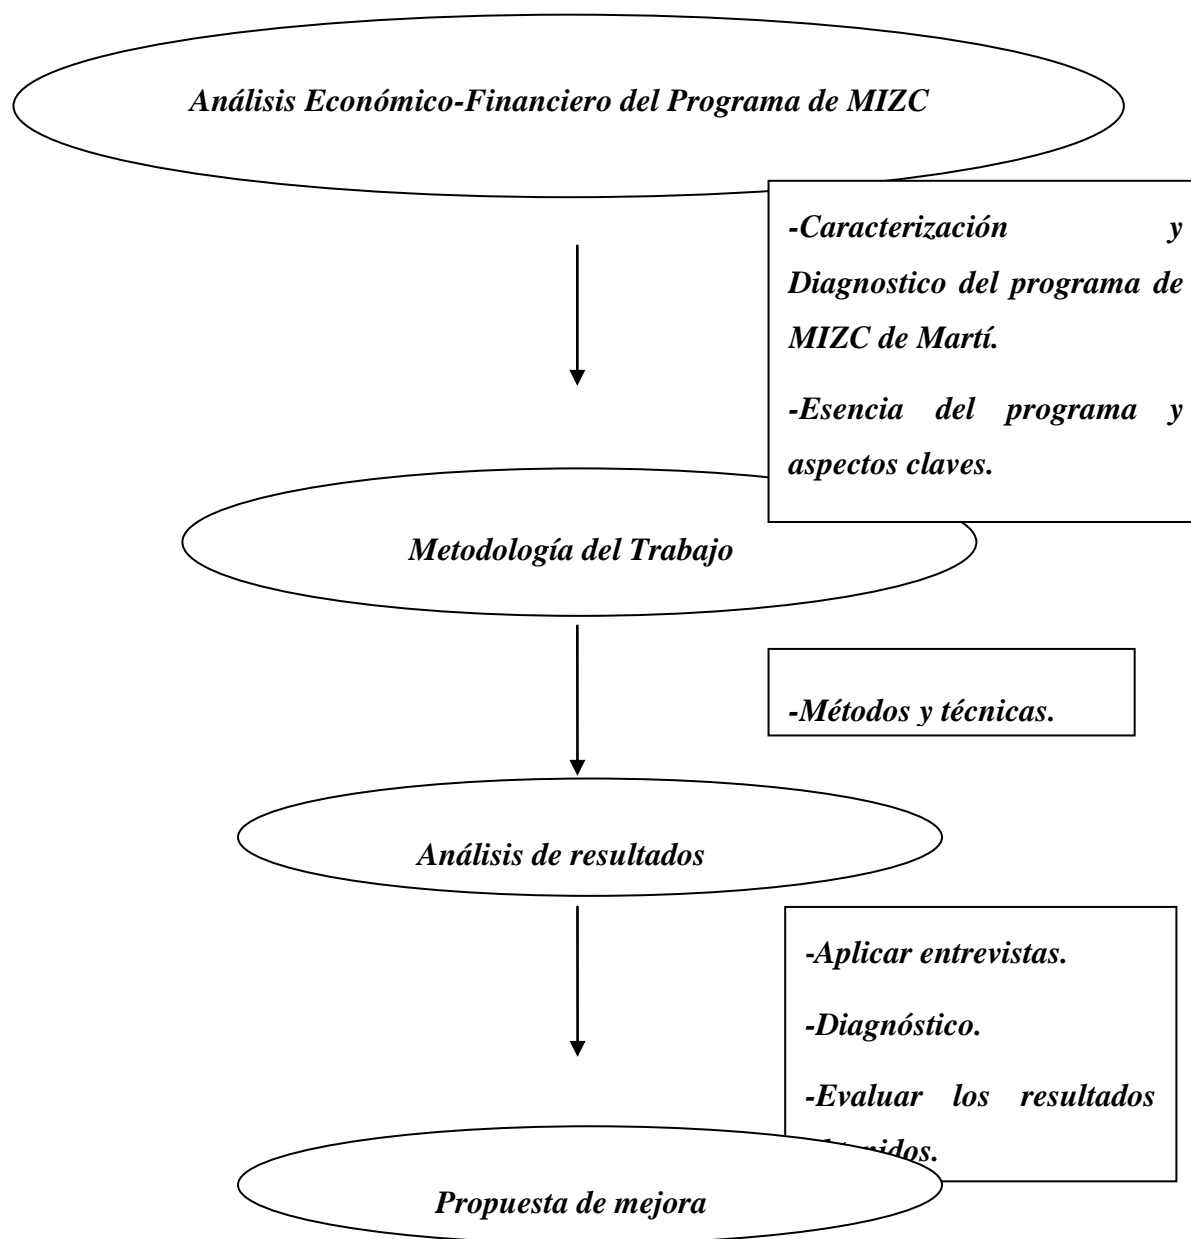 Análisis Económico-Financiero del Programa de MIZC
-Caracterización y
Diagnostico del programa de
MIZC de Martí.
-Esencia del programa y
aspectos claves.
Metodología del Trabajo
-Métodos y técnicas.
Análisis de resultados
-Aplicar entrevistas.
-Diagnóstico.
-Evaluar los resultados
Propuesta de mejora